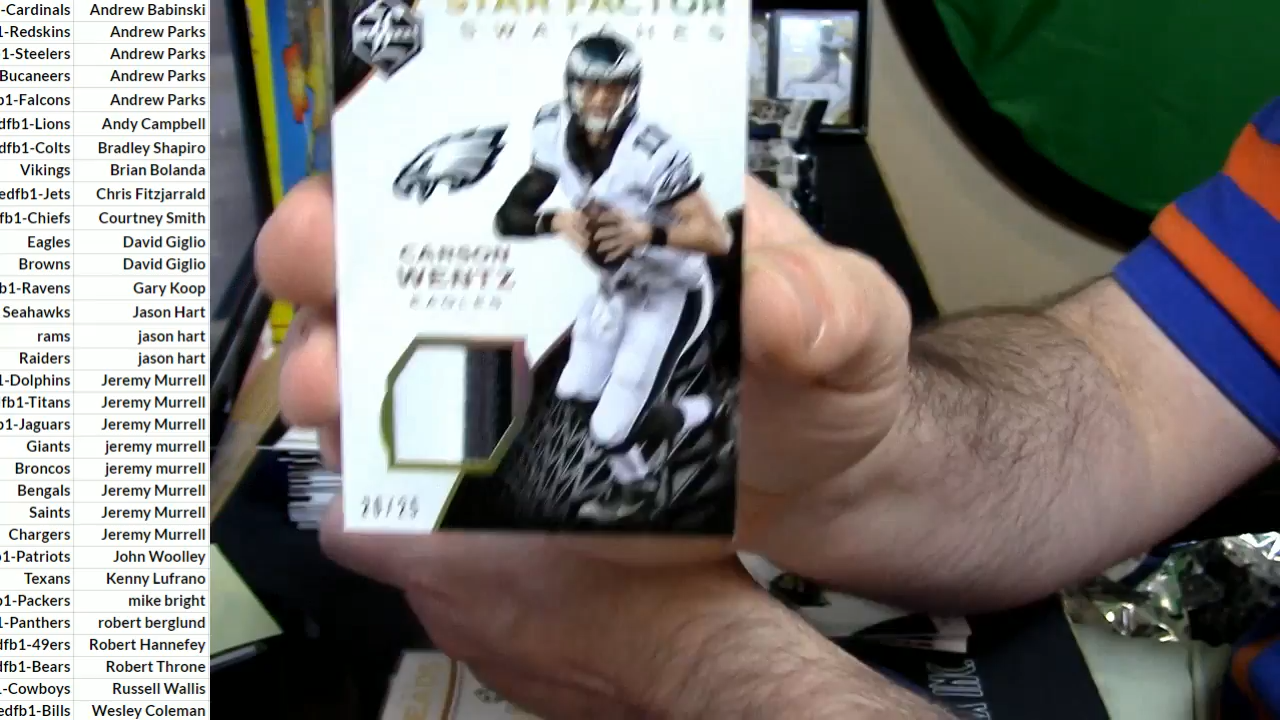 -Cardinals Andrew Babinski
1-Redskins Andrew Parks
1-Steelers Andrew Parks
Bucaneers Andrew Parks
b1-Falcons Andrew Parks
dfb1-Lions Andy Campbell
dfb1-Colts Bradley Shapiro
Vikings Brian Bolanda
edfb1-Jets Chris Fitzjarrald
fb1-Chiefs Courtney Smith
Eagles David Giglio
Browns David Giglio
b1-Ravens Gary Koop
Seahawks Jason Hart
rams jason hart
Raiders jason hart
1-Dolphins Jeremy Murrell
fb1-Titans Jeremy Murrell
b1-Jaguars Jeremy Murrell
Giants jeremy murrell
Broncos jeremy murrell
Bengals Jeremy Murrell
Saints Jeremy Murrell
Chargers Jeremy Murrell
1-Patriots John Woolley
Texans Kenny Lufrano
b1-Packers mike bright
1-Panthers robert berglund
dfb1-49ers Robert Hannefey
dfb1-Bears Robert Throne
-Cowboys Russell Wallis
edfb1-Bills Wesley Coleman
STAR FACTOR
SWATCHES
CARSON
WENTZ
EAGLES
11